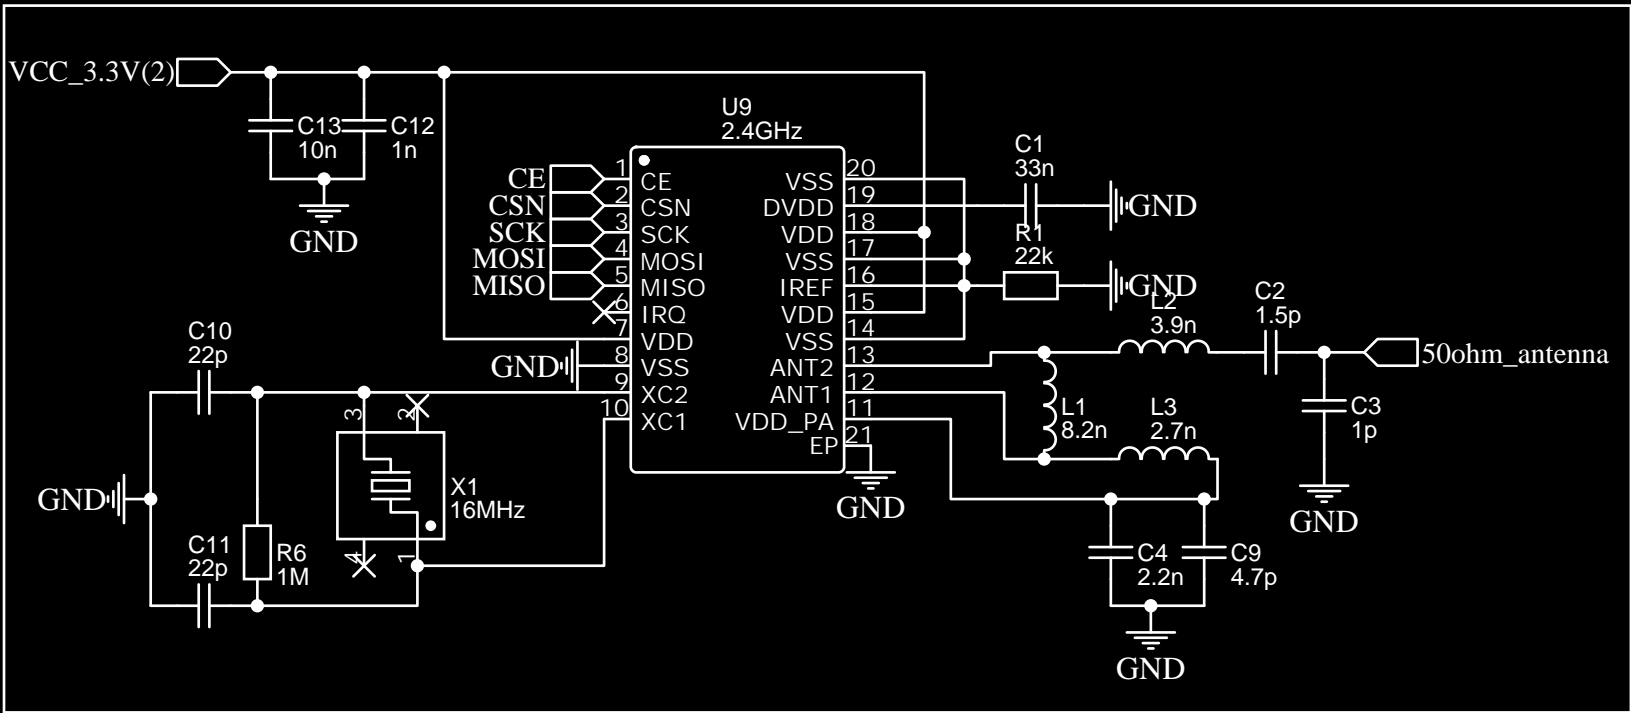 VCC_3.3V(2)
C13
10n
C12
1n
GND
U9
2.4GHz
CE
CSN
SCK
MOSI
MISO
1
2
3
4
5
6
7
8
9
10
CE
CSN
SCK
MOSI
MISO
IRQ
VDD
VSS
XC2
XC1
GND
VSS
DVDD
VDD
VSS
IREF
VDD
VSS
ANT2
ANT1
VDD_PA
EP
20
19
18
17
16
15
14
13
12
11
21
GND
C1
33n
GND
R1
22k
GND
L2
3.9n
C2
1.5p
50ohm_antenna
L1
8.2n
L3
2.7n
C3
1p
GND
C4
2.2n
C9
4.7p
GND
C10
22p
GND
C11
22p
R6
1M
3
2
X1
16MHz
4
1